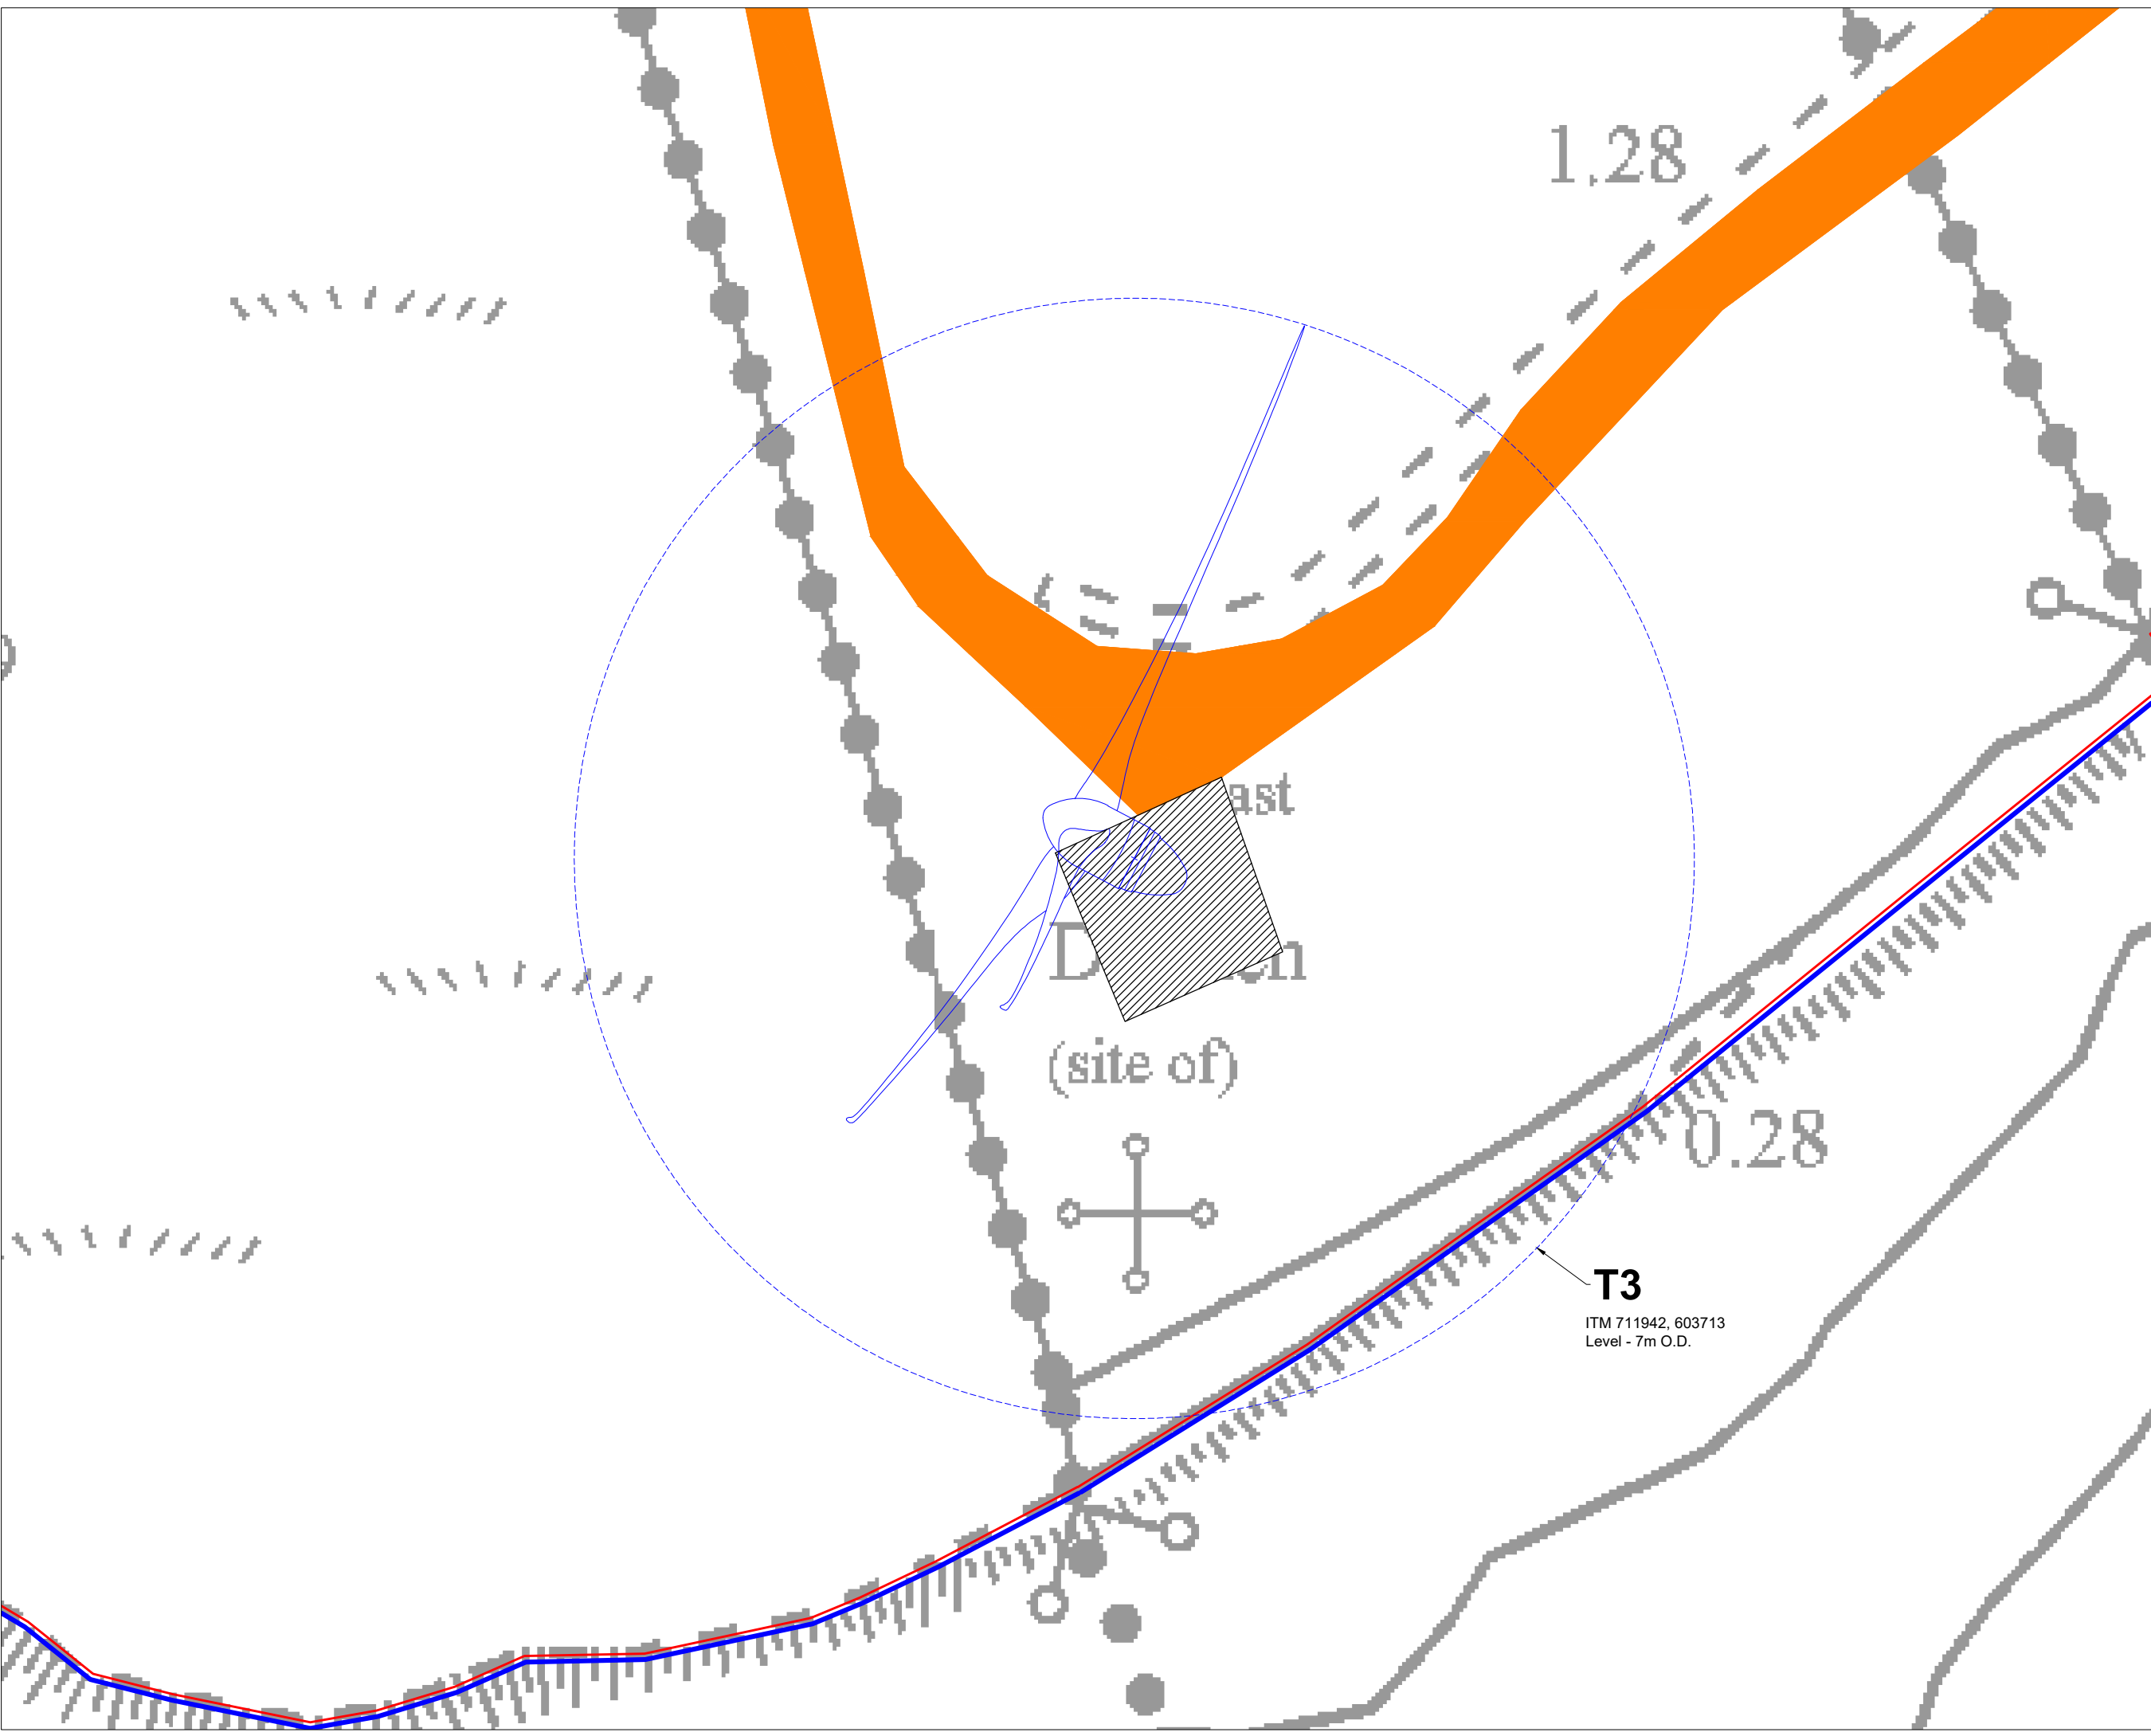 1.28
ast
(site of)
0.28
T3
ITM 711942, 603713
Level - 7m O.D.